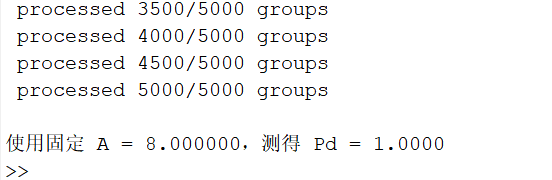 processed 3500/5000 groups
processed 4000/5000 groups
processed 4500/5000 groups
processed 5000/5000 groups
使用固定 A = 8.000000，测得 Pd = 1.0000
>>